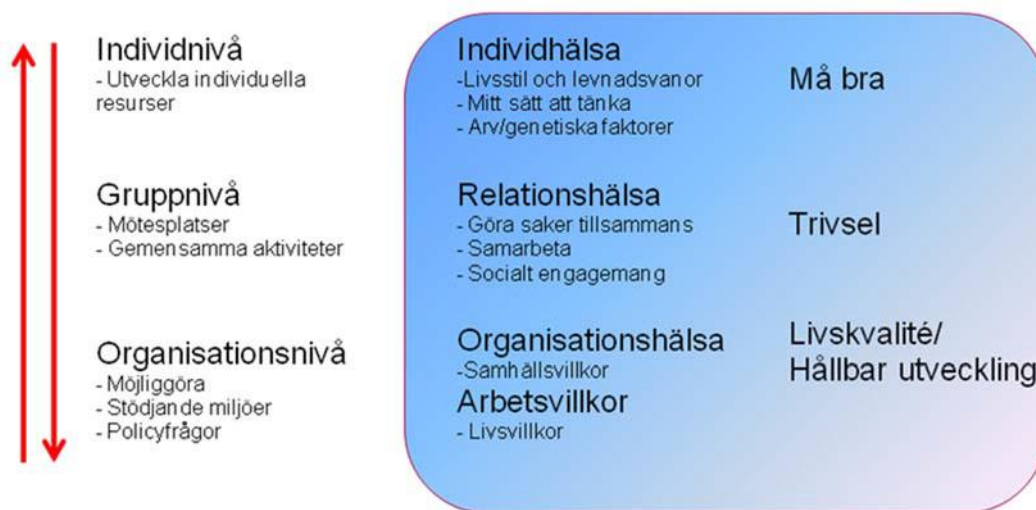 Individnivå
- Utveckla individuella
resurser
Individhälsa
-Livsstil och levnadsvanor
- Mitt sätt att tänka
- Arv/genetiska faktorer
Må bra
Gruppnivå
- Mötesplatser
- Gemensamma aktiviteter
Relationshälsa
- Göra saker tillsammans
- Samarbeta
- Socialt engagemang
Trivsel
Organisationsnivå
- Möjliggöra
- Stödjande miljöer
- Policyfrågor
Organisationshälsa
-Samhällsvillkor
Arbetsvillkor
- Livsvillkor
Livskvalité/
Hållbar utveckling